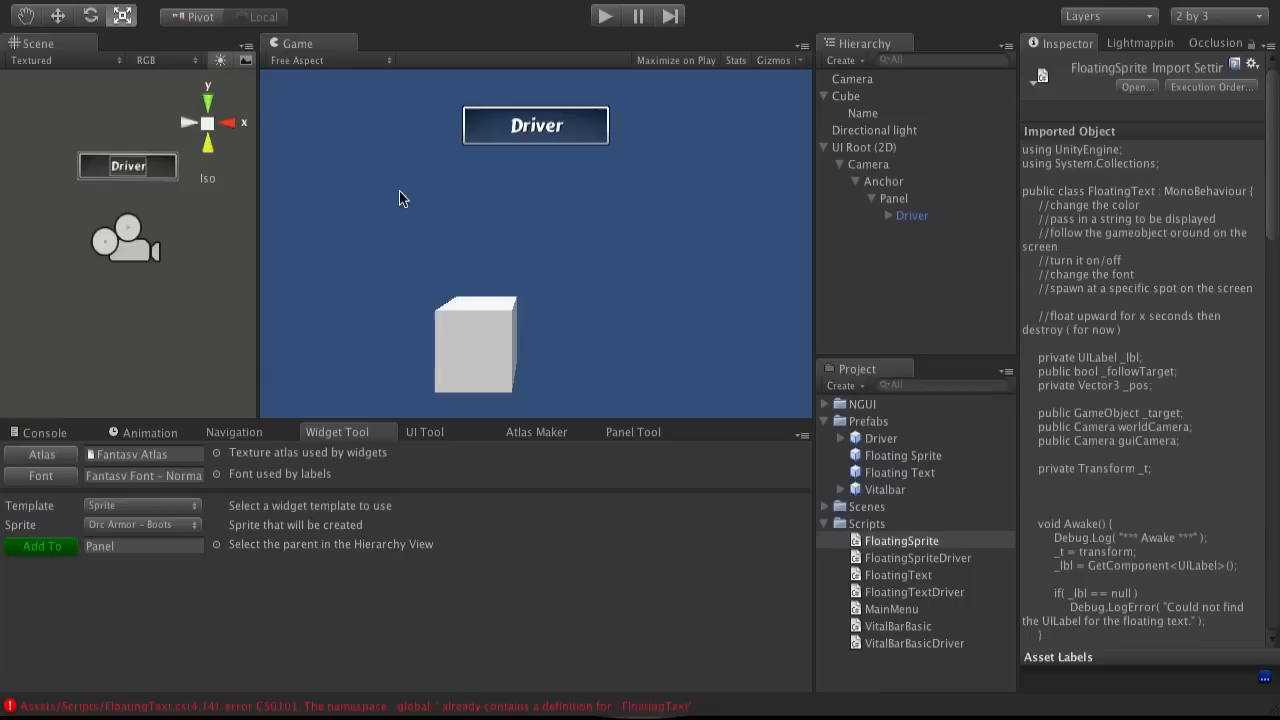 Pivot
Local
Layers
2 by 3
Scene
Textured
RGB
y
x
Iso
Driver
Game
Free Aspect
Maximize on Play
Stats
Gizmos
Driver
Hierarchy
Create
All
Camera
Cube
Name
Directional light
UI Root (2D)
Camera
Anchor
Panel
Driver
Project
Create
All
NGUI
Prefabs
Driver
Floating Sprite
Floating Text
Vitalbar
Scenes
Scripts
FloatingSprite
FloatingSpriteDriver
FloatingText
FloatingTextDriver
MainMenu
VitalBarBasic
VitalBarBasicDriver
Inspector
Lightmappin
Occlusion
FloatingSprite Import Settir
Open...
Execution Order...
Imported Object
using UnityEngine;
using System.Collections;
public class FloatingText : MonoBehaviour {
//change the color
//pass in a string to be displayed
//follow the gameobject oround on the
screen
//turn it on/off
//change the font
//spawn at a specific spot on the screen
//float upward for x seconds then
destroy ( for now )
private UILabel _lbl;
public bool _followTarget;
private Vector3 _pos;
public GameObject _target;
public Camera worldCamera;
public Camera guiCamera;
private Transform _t;
void Awake() {
Debug.Log( "*** Awake ***" );
_t = transform;
_lbl = GetComponent<UILabel>();
if( _lbl == null )
Debug.LogError( "Could not find
the UILabel for the floating text." );
}
Asset Labels
Console
Animation
Navigation
Widget Tool
UI Tool
Atlas Maker
Panel Tool
Atlas
Fantasy Atlas
Texture atlas used by widgets
Font
Fantasy Font - Norma
Font used by labels
Template
Sprite
Select a widget template to use
Sprite
Orc Armor - Boots
Sprite that will be created
Add To
Panel
Select the parent in the Hierarchy View
Assets/Scripts/FloatingText.cs(4,14): error CS0101: The namespace `global::' already contains a definition for `FloatingText'